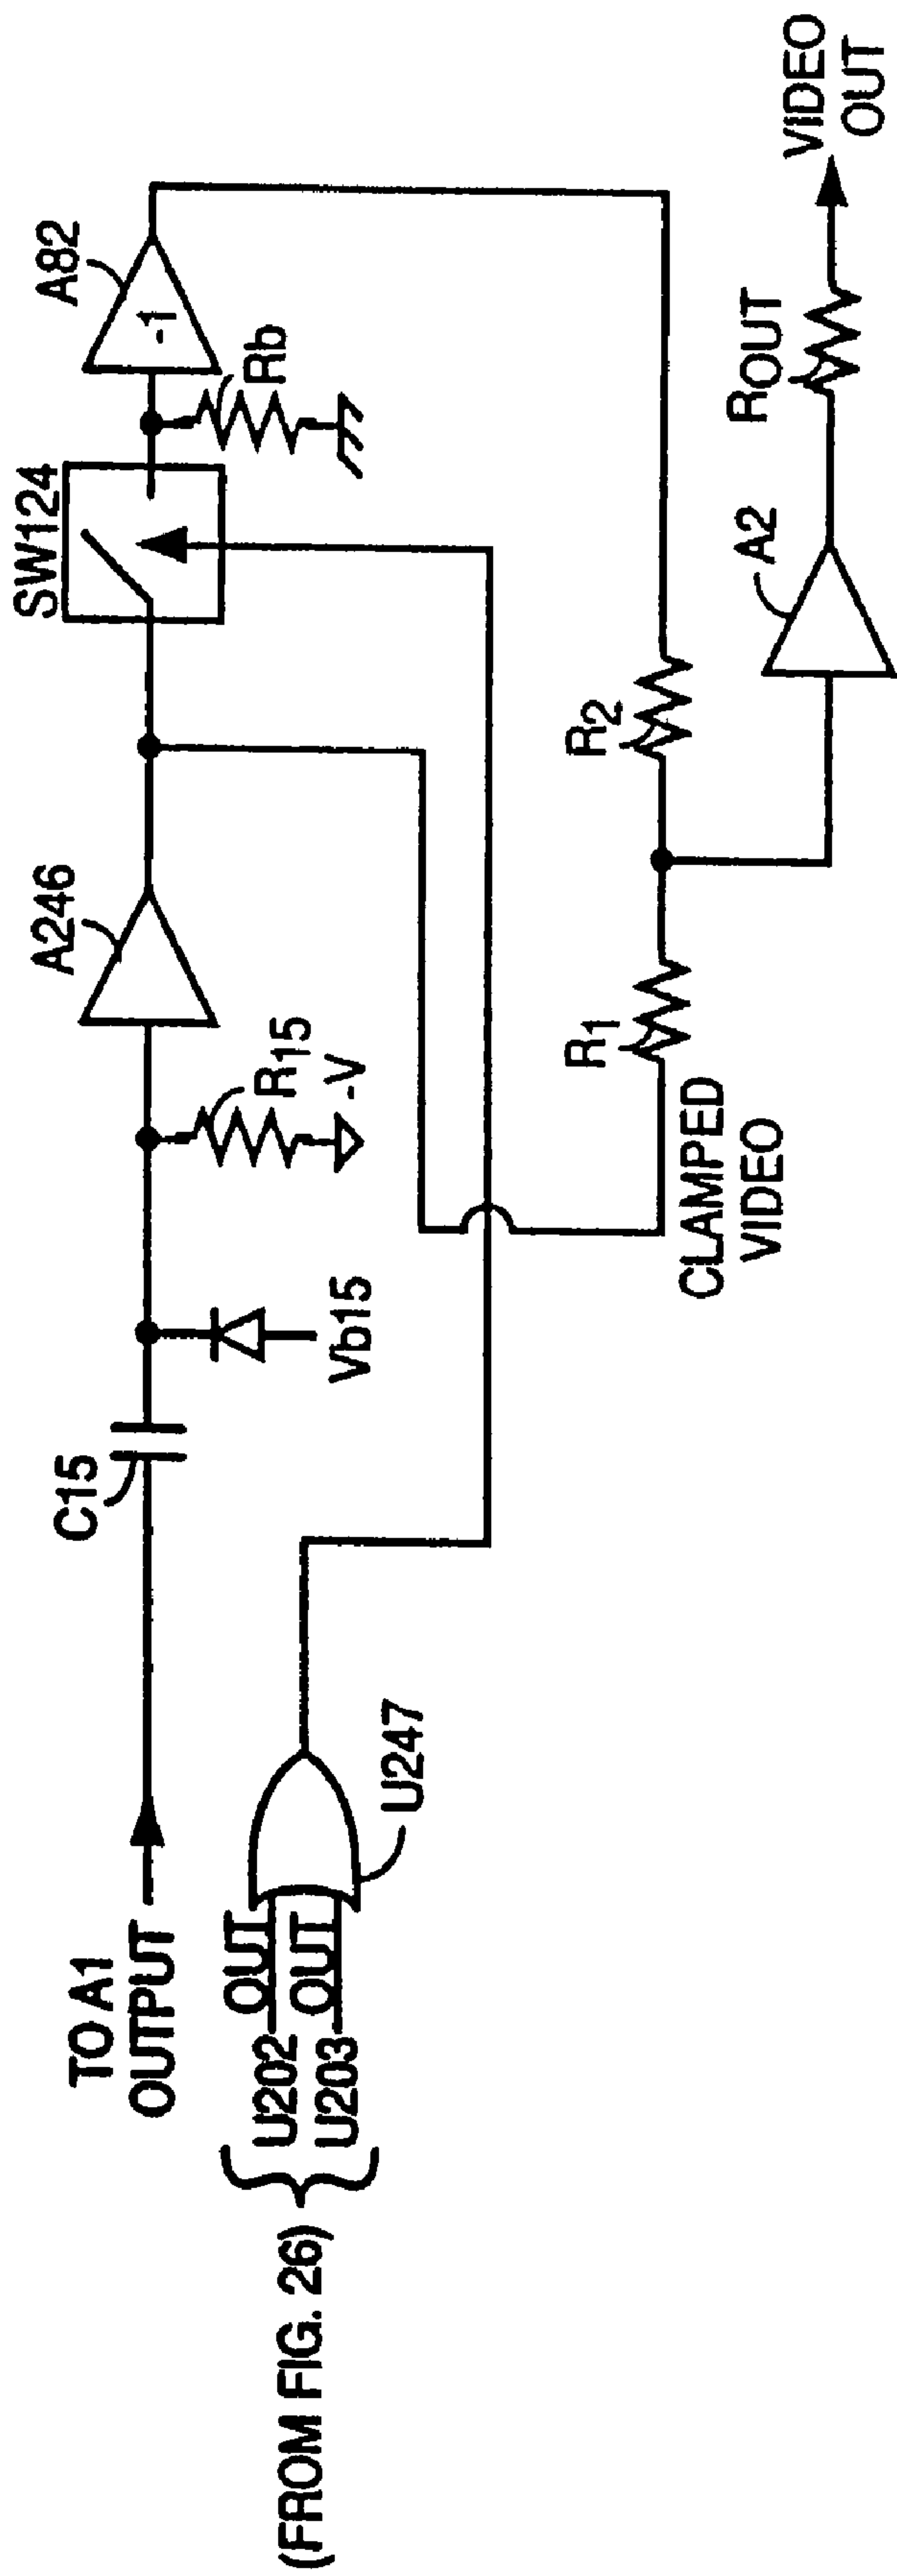 TO A1
OUTPUT
C15
Vb15
R15
-V
A246
SW124
Rb
A82
-1
(FROM FIG. 26)
U202 OUT
U203 OUT
U247
CLAMPED
VIDEO
R1
R2
A2
ROUT
VIDEO
OUT